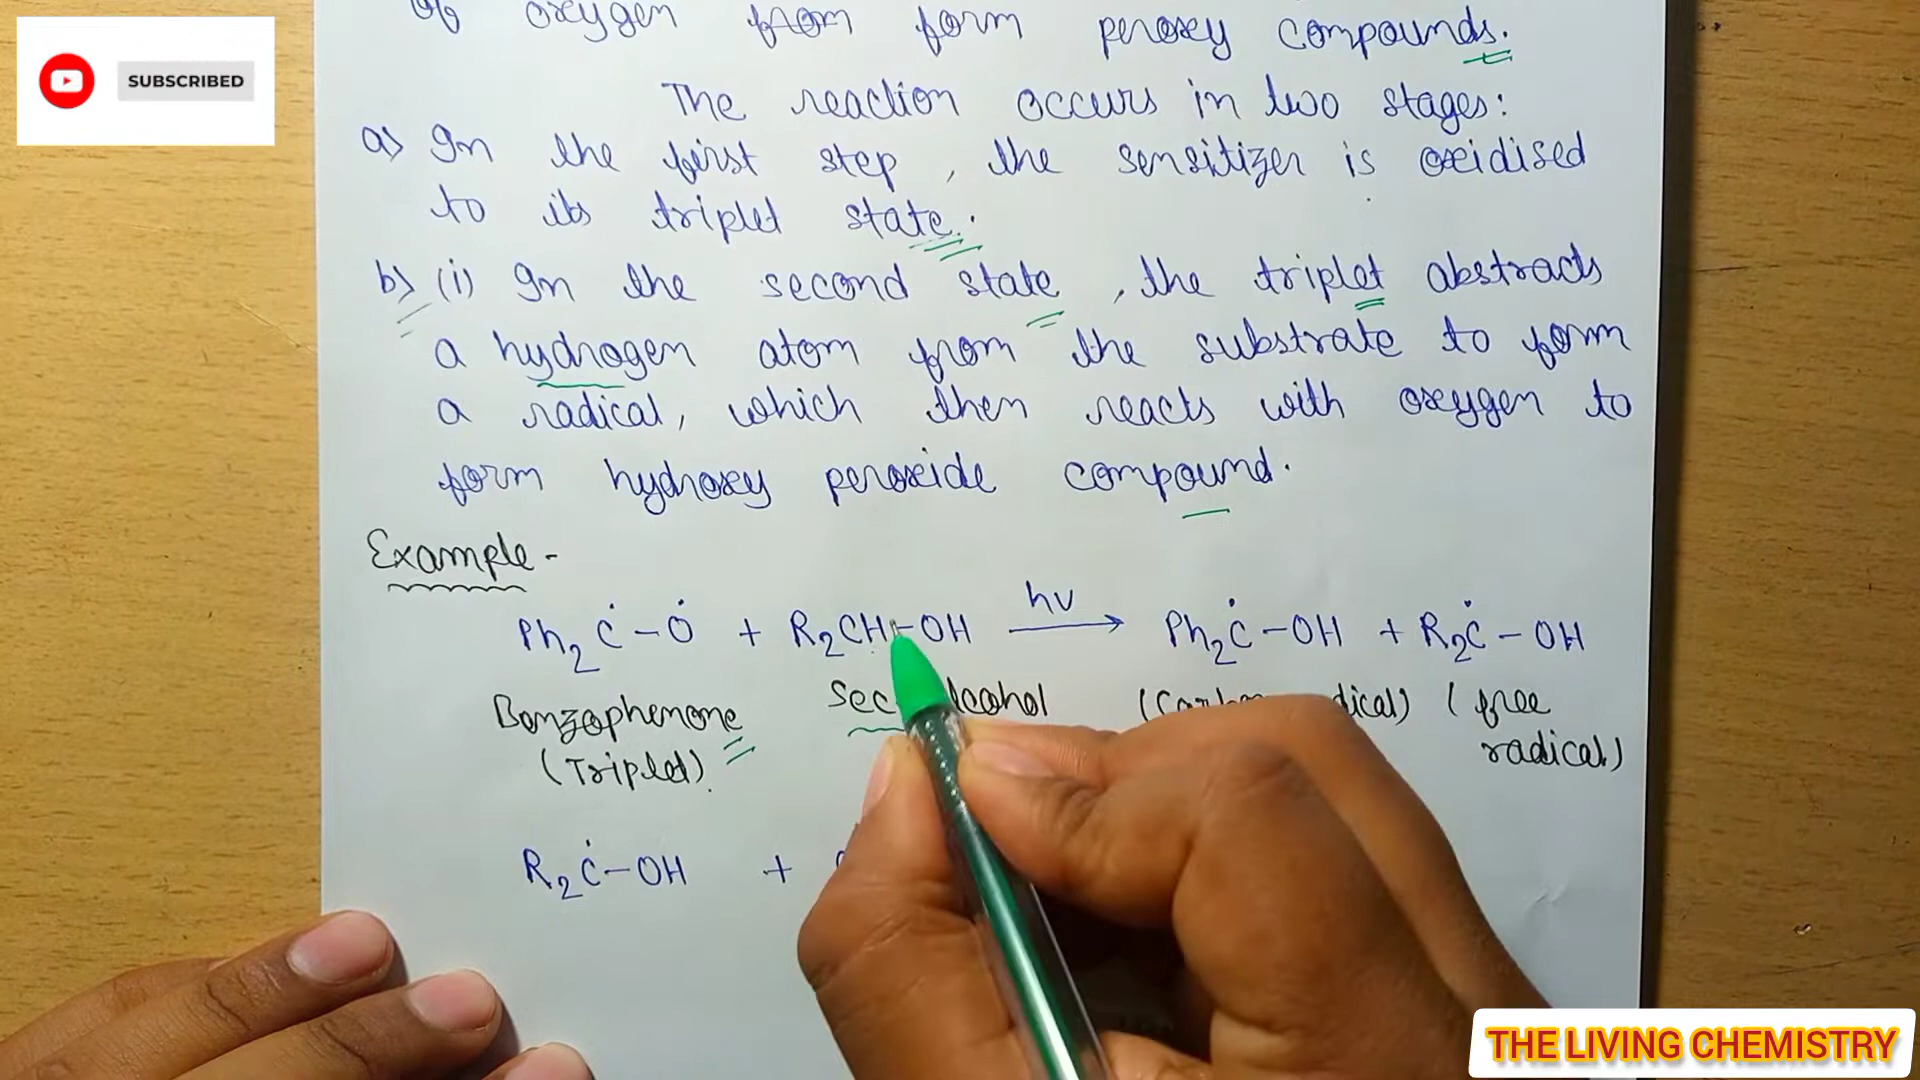 SUBSCRIBED
of oxygen from form peroxy compounds.
The reaction occurs in two stages:
a) In the first step, the sensitizer is oxidised
to its triplet state.
b) (i) In the second state, the triplet abstracts
a hydrogen atom from the substrate to form
a radical, which then reacts with oxygen to
form hydroxy peroxide compound.
Example -
Ph₂Ċ-Ȯ + R₂CH-OH hν → Ph₂Ċ-OH + R₂Ċ-OH
Benzophenone
(Triplet)
(free
radical)
R₂Ċ-OH +
THE LIVING CHEMISTRY